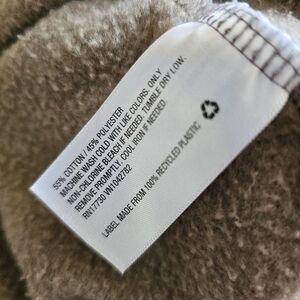 55% COTTON / 45% POLYESTER
MACHINE WASH COLD WITH LIKE COLORS. ONLY
NON-CHLORINE BLEACH IF NEEDED. TUMBLE DRY LOW.
REMOVE PROMPTLY. COOL IRON IF NEEDED
RN17730 VN1042782
LABEL MADE FROM 100% RECYCLED PLASTIC